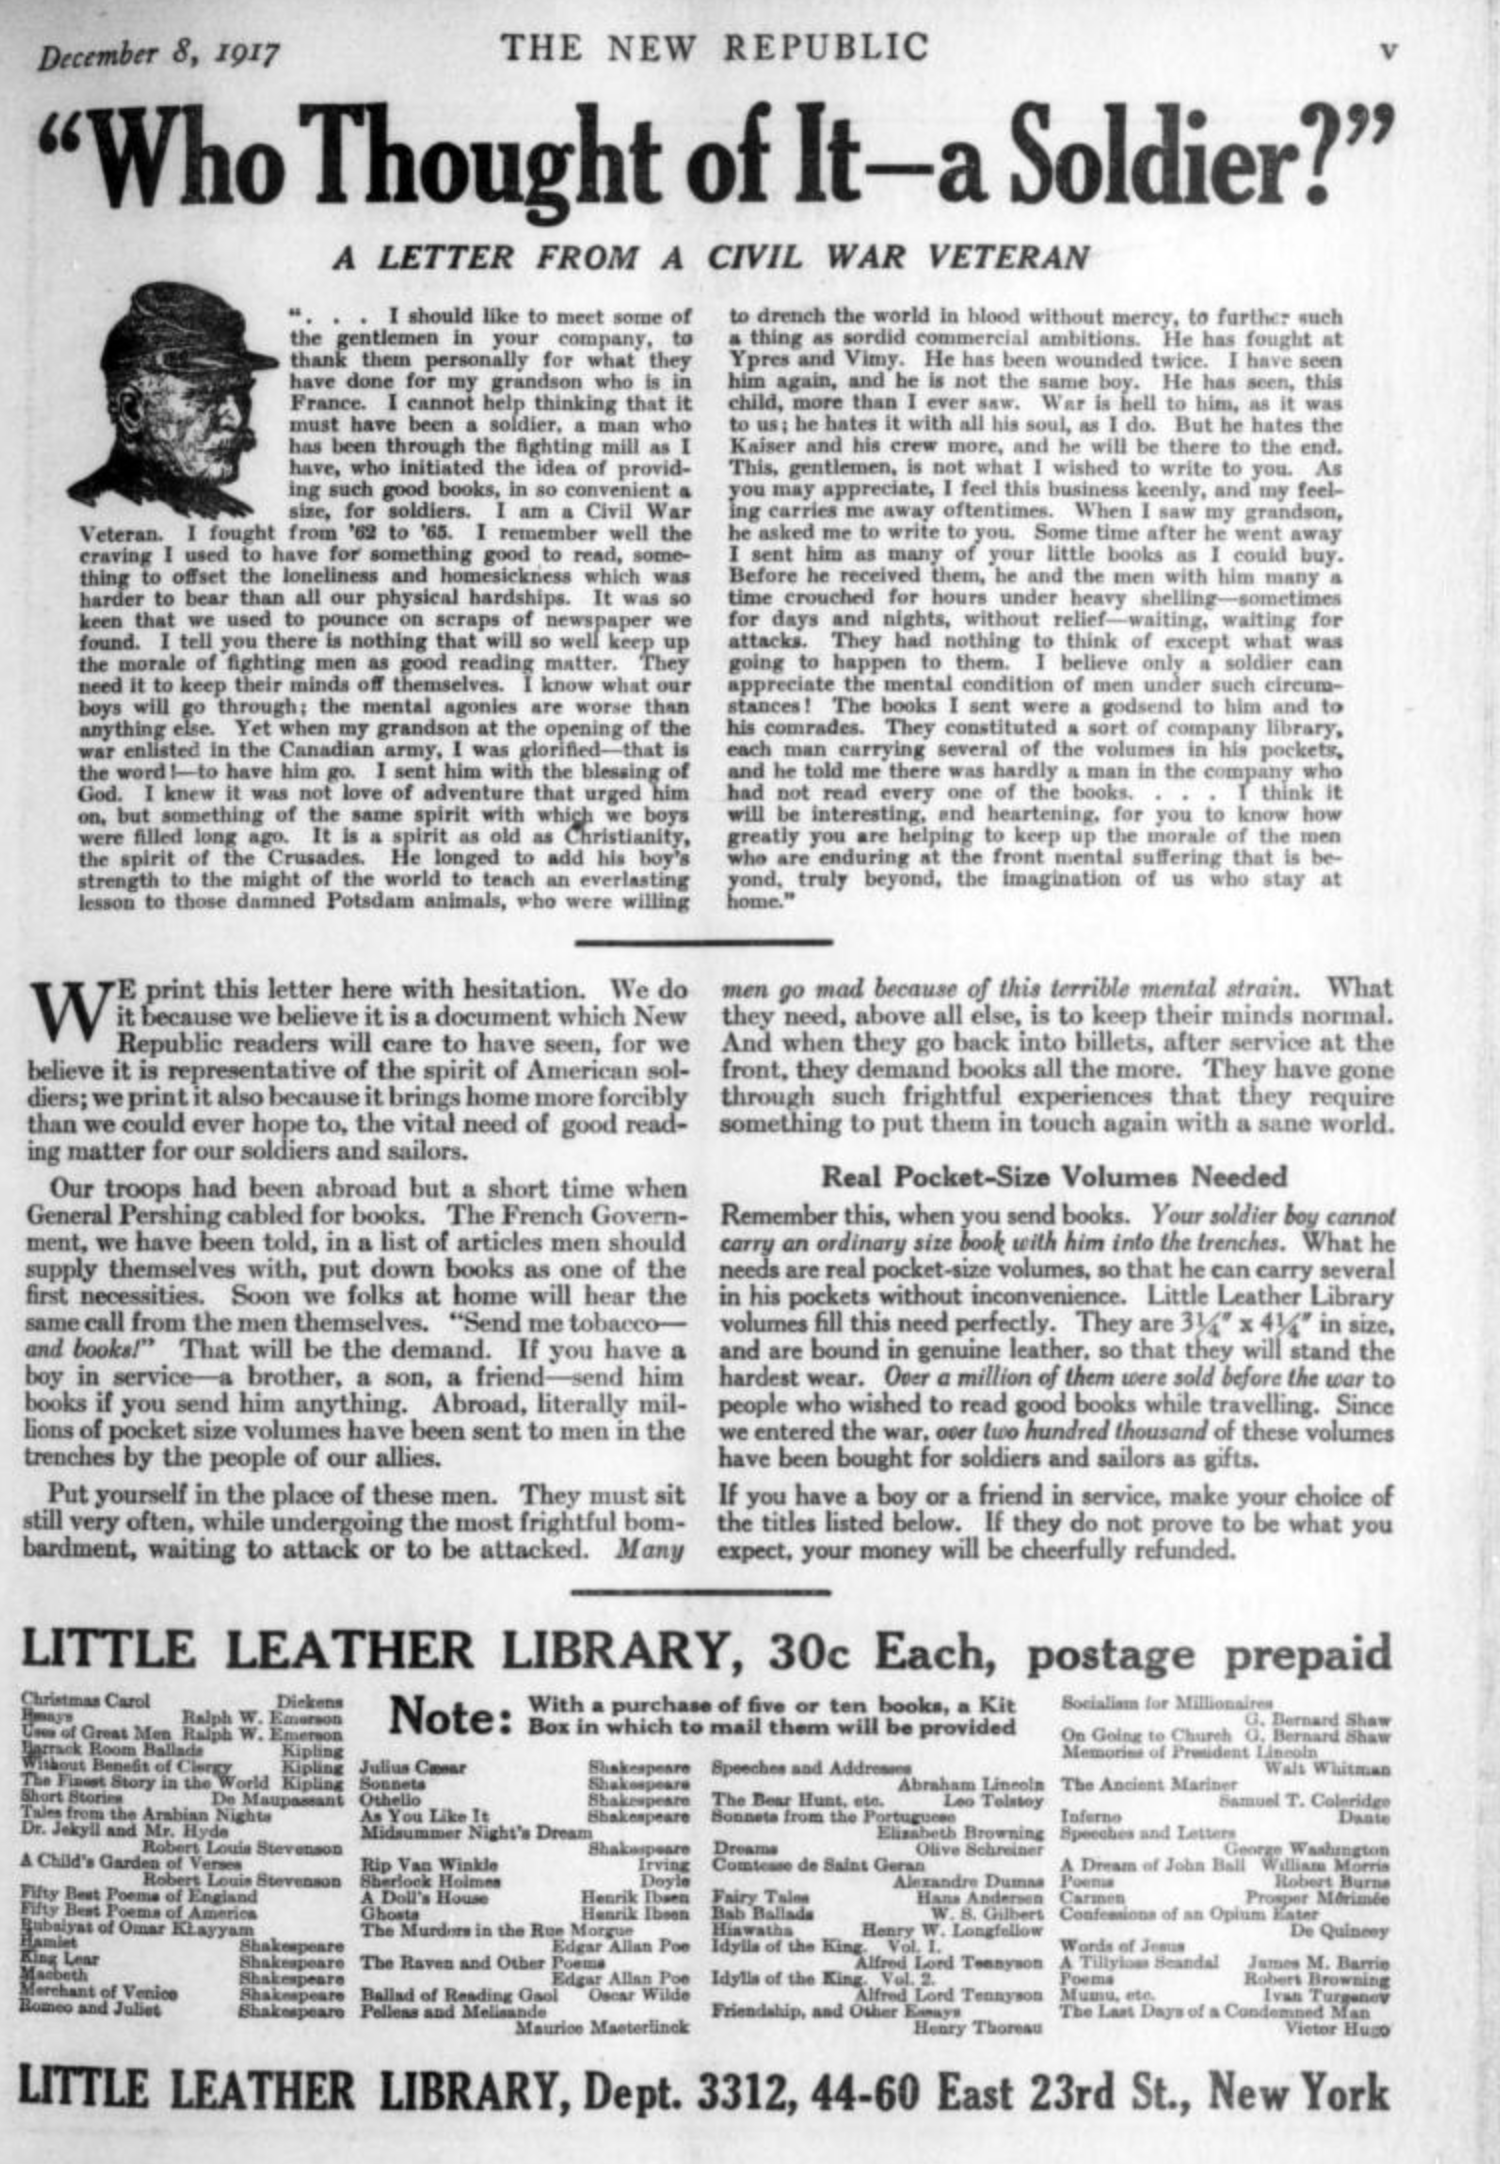 December 8, 1917
THE NEW REPUBLIC
v
“Who Thought of It—a Soldier?”
A LETTER FROM A CIVIL WAR VETERAN
“. . . I should like to meet some of
the gentlemen in your company, to
thank them personally for what they
have done for my grandson who is in
France. I cannot help thinking that it
must have been a soldier, a man who
has been through the fighting mill as I
have, who initiated the idea of provid-
ing such good books, in so convenient a
size, for soldiers. I am a Civil War
Veteran. I fought from '62 to '65. I remember well the
craving I used to have for something good to read, some-
thing to offset the loneliness and homesickness which was
harder to bear than all our physical hardships. It was so
keen that we used to pounce on scraps of newspaper we
found. I tell you there is nothing that will so well keep up
the morale of fighting men as good reading matter. They
need it to keep their minds off themselves. I know what our
boys will go through; the mental agonies are worse than
anything else. Yet when my grandson at the opening of the
war enlisted in the Canadian army, I was glorified—that is
the word!—to have him go. I sent him with the blessing of
God. I knew it was not love of adventure that urged him
on, but something of the same spirit with which we boys
were filled long ago. It is a spirit as old as Christianity,
the spirit of the Crusades. He longed to add his boy's
strength to the might of the world to teach an everlasting
lesson to those damned Potsdam animals, who were willing
to drench the world in blood without mercy, to further such
a thing as sordid commercial ambitions. He has fought at
Ypres and Vimy. He has been wounded twice. I have seen
him again, and he is not the same boy. He has seen, this
child, more than I ever saw. War is hell to him, as it was
to us; he hates it with all his soul, as I do. But he hates the
Kaiser and his crew more, and he will be there to the end.
This, gentlemen, is not what I wished to write to you. As
you may appreciate, I feel this business keenly, and my feel-
ing carries me away oftentimes. When I saw my grandson,
he asked me to write to you. Some time after he went away
I sent him as many of your little books as I could buy.
Before he received them, he and the men with him many a
time crouched for hours under heavy shelling—sometimes
for days and nights, without relief—waiting, waiting for
attacks. They had nothing to think of except what was
going to happen to them. I believe only a soldier can
appreciate the mental condition of men under such circum-
stances! The books I sent were a godsend to him and to
his comrades. They constituted a sort of company library,
each man carrying several of the volumes in his pockets,
and he told me there was hardly a man in the company who
had not read every one of the books. . . . I think it
will be interesting, and heartening, for you to know how
greatly you are helping to keep up the morale of the men
who are enduring at the front mental suffering that is be-
yond, truly beyond, the imagination of us who stay at
home.”
WE print this letter here with hesitation. We do
it because we believe it is a document which New
Republic readers will care to have seen, for we
believe it is representative of the spirit of American sol-
diers; we print it also because it brings home more forcibly
than we could ever hope to, the vital need of good read-
ing matter for our soldiers and sailors.
Our troops had been abroad but a short time when
General Pershing cabled for books. The French Govern-
ment, we have been told, in a list of articles men should
supply themselves with, put down books as one of the
first necessities. Soon we folks at home will hear the
same call from the men themselves. “Send me tobacco—
and books!” That will be the demand. If you have a
boy in service—a brother, a son, a friend—send him
books if you send him anything. Abroad, literally mil-
lions of pocket size volumes have been sent to men in the
trenches by the people of our allies.
Put yourself in the place of these men. They must sit
still very often, while undergoing the most frightful bom-
bardment, waiting to attack or to be attacked. Many
men go mad because of this terrible mental strain. What
they need, above all else, is to keep their minds normal.
And when they go back into billets, after service at the
front, they demand books all the more. They have gone
through such frightful experiences that they require
something to put them in touch again with a sane world.
Real Pocket-Size Volumes Needed
Remember this, when you send books. Your soldier boy cannot
carry an ordinary size book with him into the trenches. What he
needs are real pocket-size volumes, so that he can carry several
in his pockets without inconvenience. Little Leather Library
volumes fill this need perfectly. They are 3¼″ x 4¼″ in size,
and are bound in genuine leather, so that they will stand the
hardest wear. Over a million of them were sold before the war to
people who wished to read good books while travelling. Since
we entered the war, over two hundred thousand of these volumes
have been bought for soldiers and sailors as gifts.
If you have a boy or a friend in service, make your choice of
the titles listed below. If they do not prove to be what you
expect, your money will be cheerfully refunded.
LITTLE LEATHER LIBRARY, 30c Each, postage prepaid
Christmas Carol Dickens
Essays Ralph W. Emerson
Uses of Great Men Ralph W. Emerson
Barrack Room Ballads Kipling
Without Benefit of Clergy Kipling
The Finest Story in the World Kipling
Short Stories De Maupassant
Tales from the Arabian Nights
Dr. Jekyll and Mr. Hyde
Robert Louis Stevenson
A Child's Garden of Verses
Robert Louis Stevenson
Fifty Best Poems of England
Fifty Best Poems of America
Rubaiyat of Omar Khayyam
Hamlet Shakespeare
King Lear Shakespeare
Macbeth Shakespeare
Merchant of Venice Shakespeare
Romeo and Juliet Shakespeare
Note: With a purchase of five or ten books, a Kit
Box in which to mail them will be provided
Julius Cæsar Shakespeare
Sonnets Shakespeare
Othello Shakespeare
As You Like It Shakespeare
Midsummer Night's Dream
Shakespeare
Rip Van Winkle Irving
Sherlock Holmes Doyle
A Doll's House Henrik Ibsen
Ghosts Henrik Ibsen
The Murders in the Rue Morgue
Edgar Allan Poe
The Raven and Other Poems
Edgar Allan Poe
Ballad of Reading Gaol Oscar Wilde
Pelleas and Melisande
Maurice Maeterlinck
Speeches and Addresses
Abraham Lincoln
The Bear Hunt, etc. Leo Tolstoy
Sonnets from the Portuguese
Elizabeth Browning
Dreams Olive Schreiner
Comtesse de Saint Geran
Alexandre Dumas
Fairy Tales Hans Andersen
Bab Ballads W. S. Gilbert
Hiawatha Henry W. Longfellow
Idylls of the King. Vol. 1.
Alfred Lord Tennyson
Idylls of the King. Vol. 2.
Alfred Lord Tennyson
Friendship, and Other Essays
Henry Thoreau
Socialism for Millionaires
G. Bernard Shaw
On Going to Church G. Bernard Shaw
Memories of President Lincoln
Walt Whitman
The Ancient Mariner
Samuel T. Coleridge
Inferno Dante
Speeches and Letters
George Washington
A Dream of John Ball William Morris
Poems Robert Burns
Carmen Prosper Mérimée
Confessions of an Opium Eater
De Quincey
Words of Jesus
A Tillyloss Scandal James M. Barrie
Poems Robert Browning
Mumu, etc. Ivan Turgenev
The Last Days of a Condemned Man
Victor Hugo
LITTLE LEATHER LIBRARY, Dept. 3312, 44-60 East 23rd St., New York